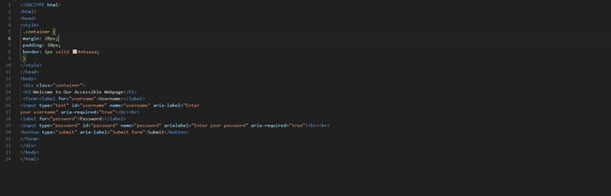 <!DOCTYPE html>
<html>
<head>
<style>
.container {
margin: 20px;
padding: 20px;
border: 1px solid #e6aaaa;
}
</style>
</head>
<body>
<div class="container">
<h1>Welcome to Our Accessible Webpage</h1>
<form><label for="username">Username:</label>
<input type="text" id="username" name="username" aria-label="Enter
your username" aria-required="true"><br><br>
<label for="password">Password:</label>
<input type="password" id="password" name="password" arialabel="Enter your password" aria-required="true"><br><br>
<button type="submit" aria-label="Submit Form">Submit</button>
</form>
</div>
</body>
</html>